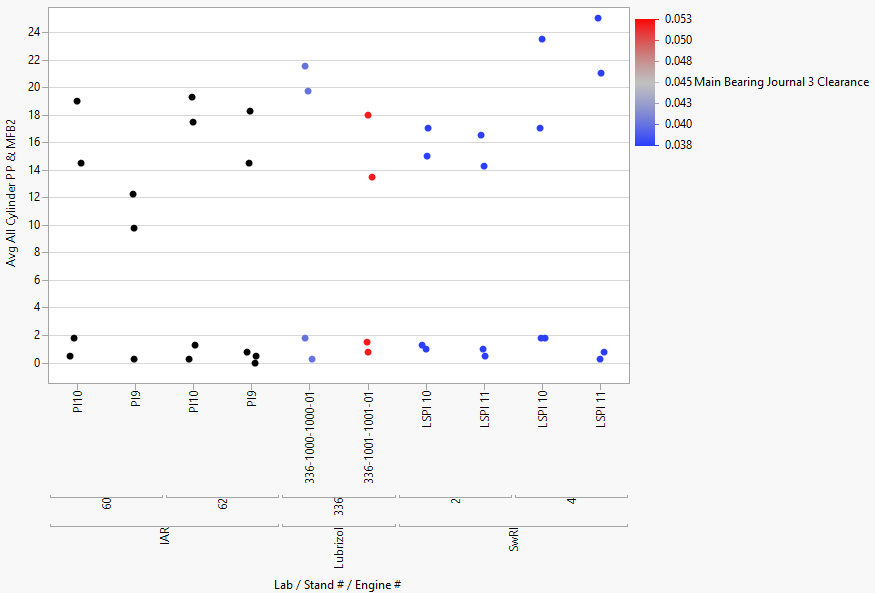 24
22
20
18
16
14
12
10
8
6
4
2
0
Avg All Cylinder PP & MFB2
0.053
0.050
0.048
0.045 Main Bearing Journal 3 Clearance
0.043
0.040
0.038
PI10
PI9
PI10
PI9
336-1000-1000-01
336-1001-1001-01
LSPI 10
LSPI 11
LSPI 10
LSPI 11
60
62
336
2
4
IAR
Lubrizol
SwRI
Lab / Stand # / Engine #